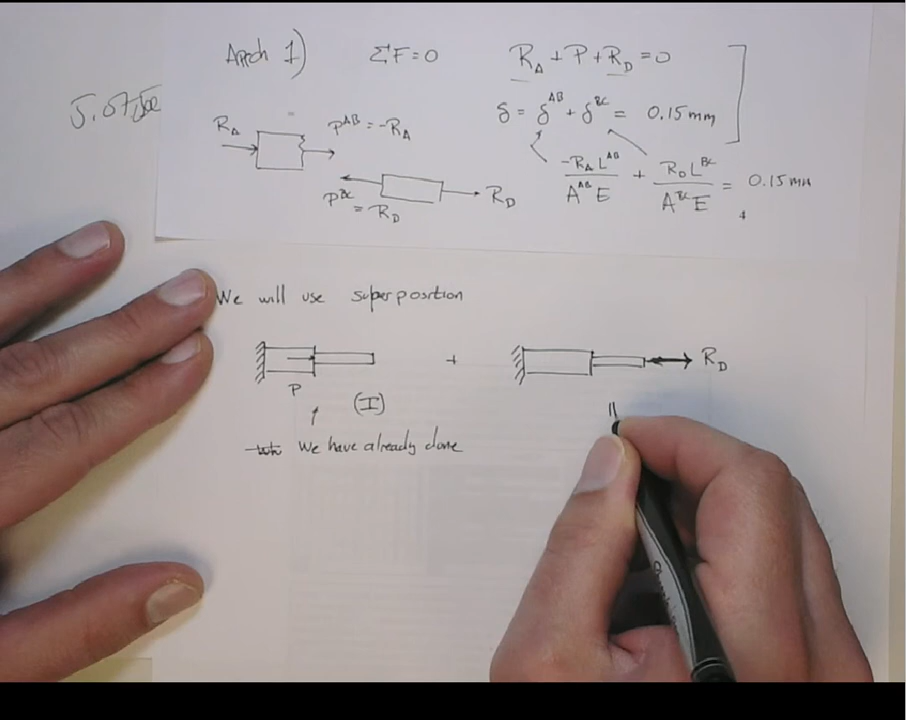 Apch 1) ΣF=0 R_A + P + R_D = 0
δ = δ^AB + δ^BC = 0.15 mm
R_A P^AB = -R_A
-R_A L^AB / A^AB E + R_D L^BC / A^BC E = 0.15 mm
P^BC = R_D R_D
We will use superposition
P + R_D
(I)
We have already done